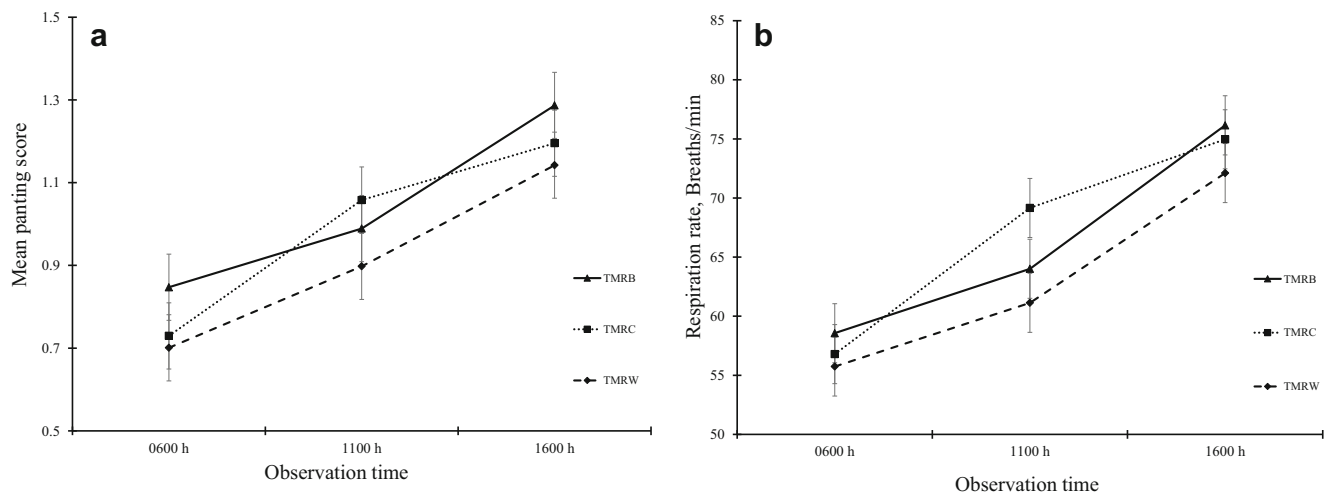 a
1.5
1.3
1.1
0.9
0.7
0.5
Mean panting score
TMRB
TMRC
TMRW
0600 h 1100 h 1600 h
Observation time
b
85
80
75
70
65
60
55
50
Respiration rate, Breaths/min
TMRB
TMRC
TMRW
0600 h 1100 h 1600 h
Observation time